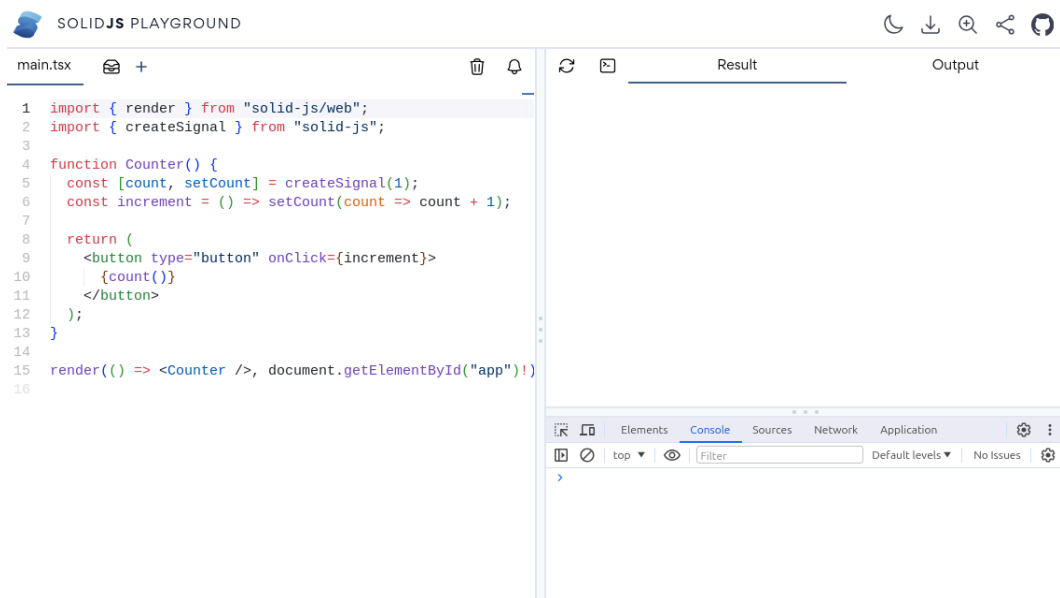 SOLIDJS PLAYGROUND
main.tsx
Result
Output
1 import { render } from "solid-js/web";
2 import { createSignal } from "solid-js";
3
4 function Counter() {
5 const [count, setCount] = createSignal(1);
6 const increment = () => setCount(count => count + 1);
7
8 return (
9 <button type="button" onClick={increment}>
10 {count()}
11 </button>
12 );
13 }
14
15 render(() => <Counter />, document.getElementById("app")!)
16
Elements Console Sources Network Application
top Filter Default levels No Issues